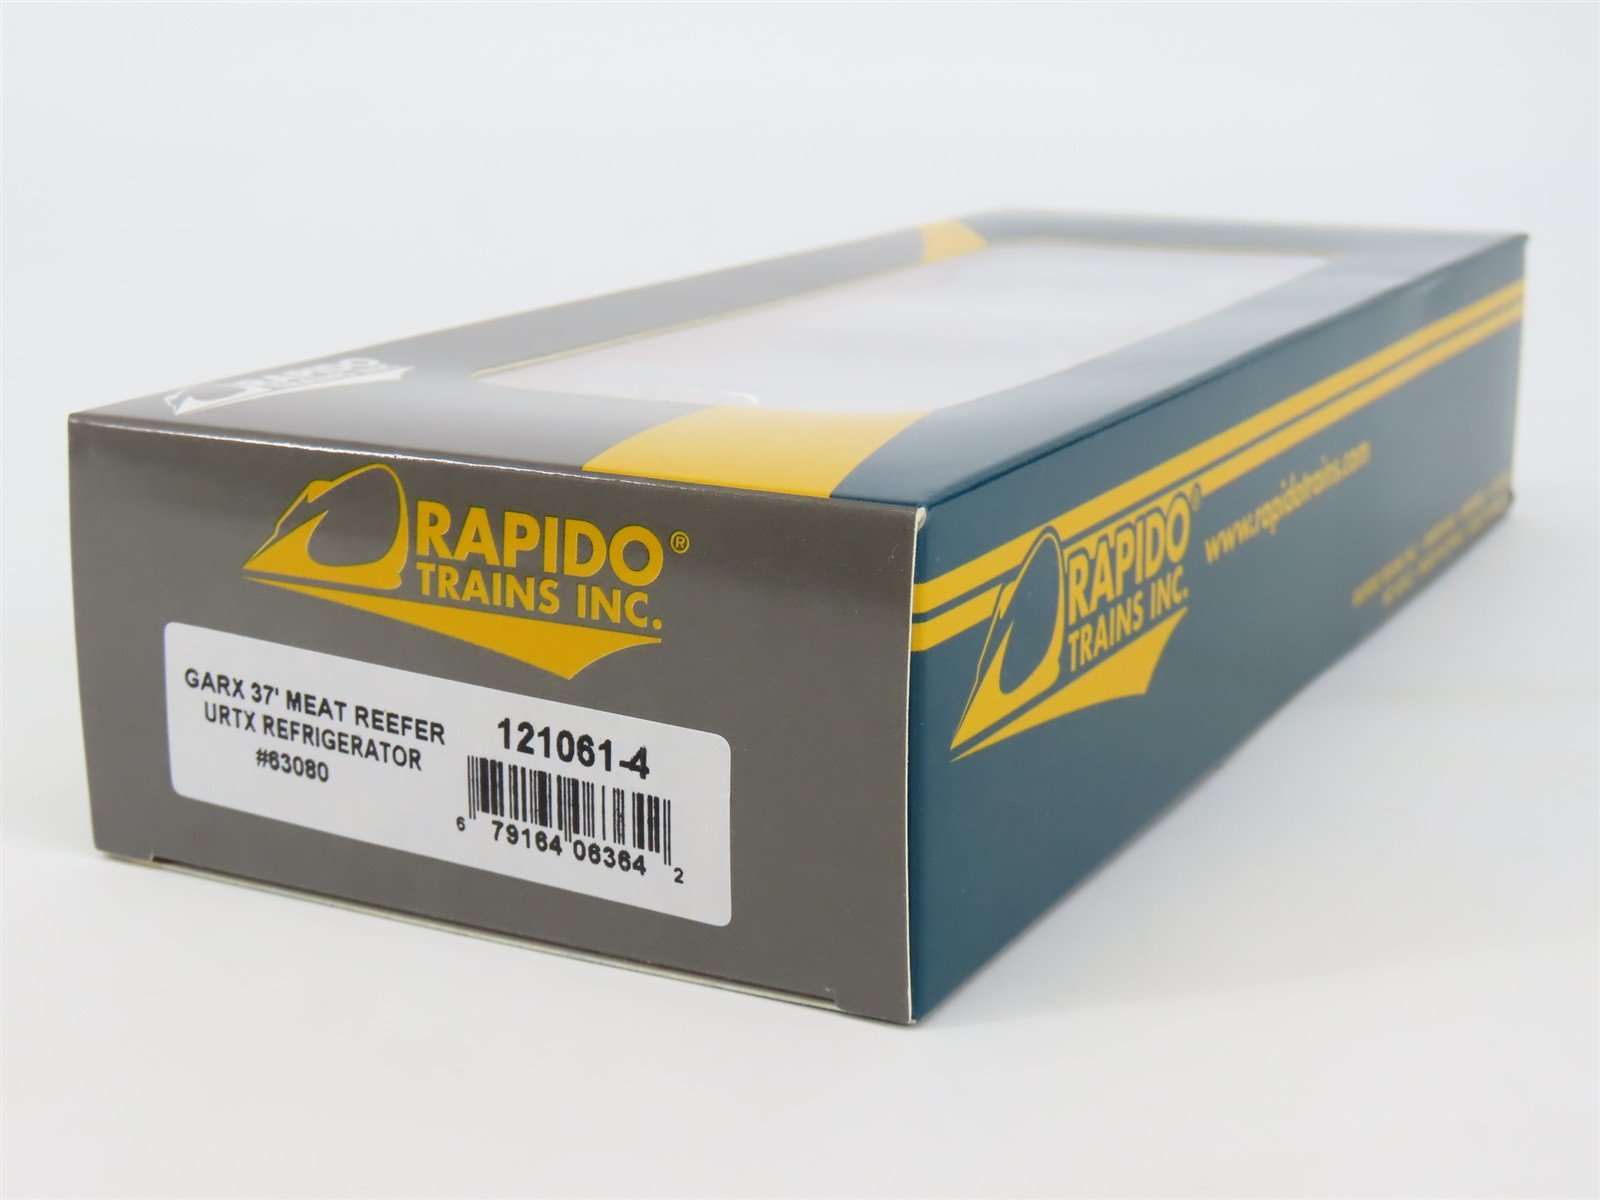 RAPIDO
RAPIDO®
TRAINS INC.
GARX 37' MEAT REEFER
URTX REFRIGERATOR
#63080
121061-4
6 79164 06364 2
RAPIDO®
TRAINS INC.
www.rapidotrains.com